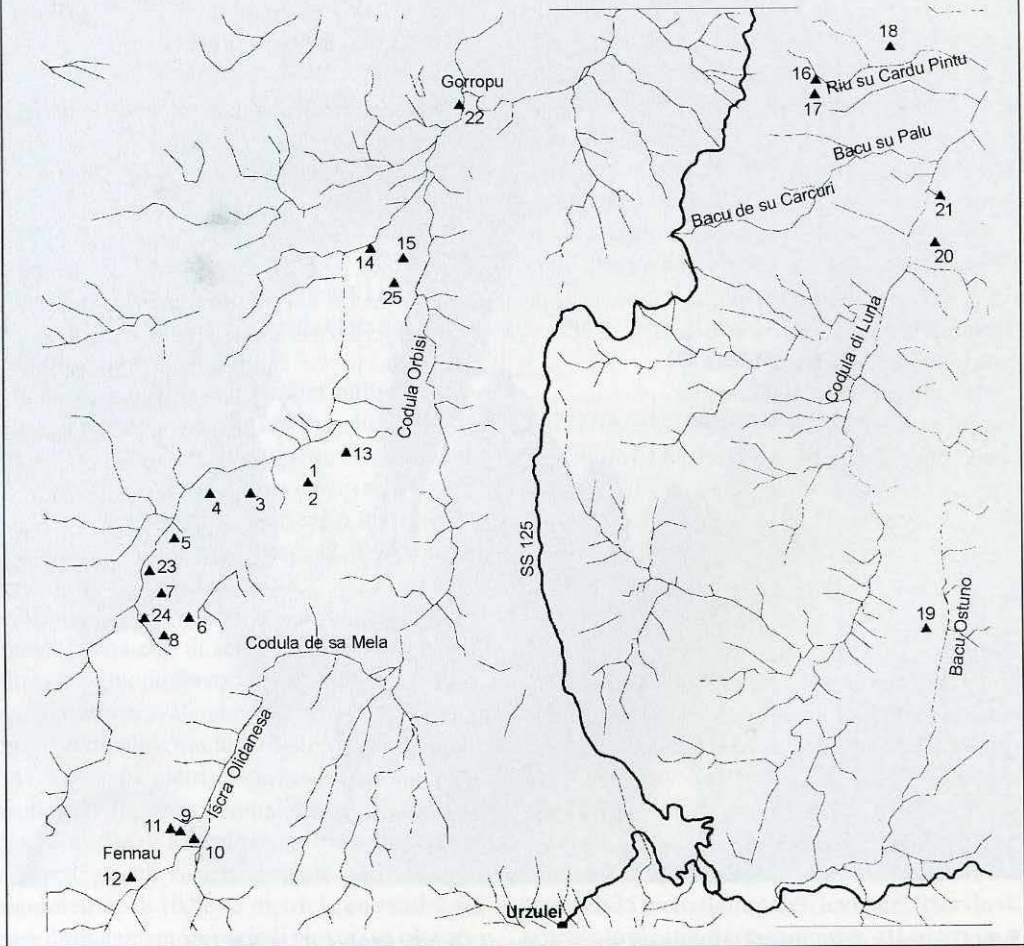 18
Gorropu
16
Riu su Cardu Pintu
22
17
Bacu su Palu
Bacu de su Carcuri
21
15
14
20
25
Codula Orbisi
Codula di Luna
13
1
4
3
2
5
SS 125
23
7
24
6
8
19
Bacu Ostuno
Codula de sa Mela
Iscra Olidanesa
11
9
10
Fennau
12
Urzulei